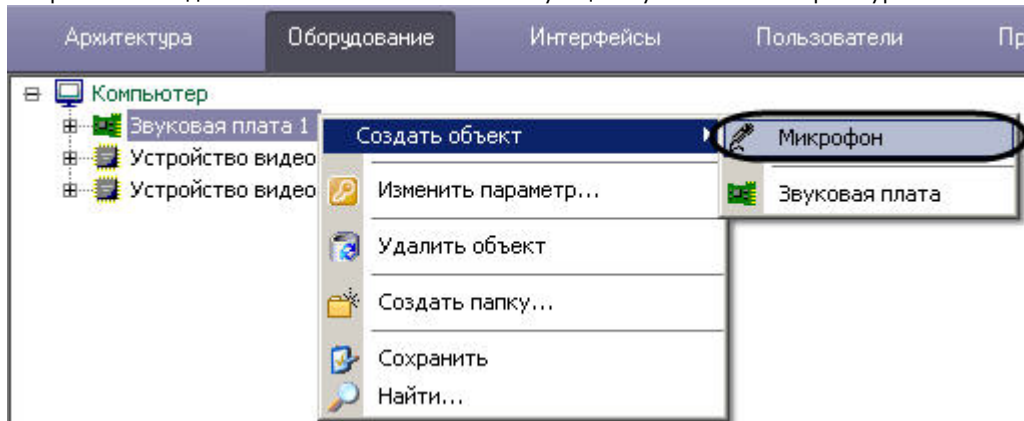 Архитектура Оборудование Интерфейсы Пользователи
Компьютер
Звуковая плата 1 Создать объект Микрофон
Устройство видео
Устройство видео Изменить параметр... Звуковая плата
Удалить объект
Создать папку...
Сохранить
Найти...